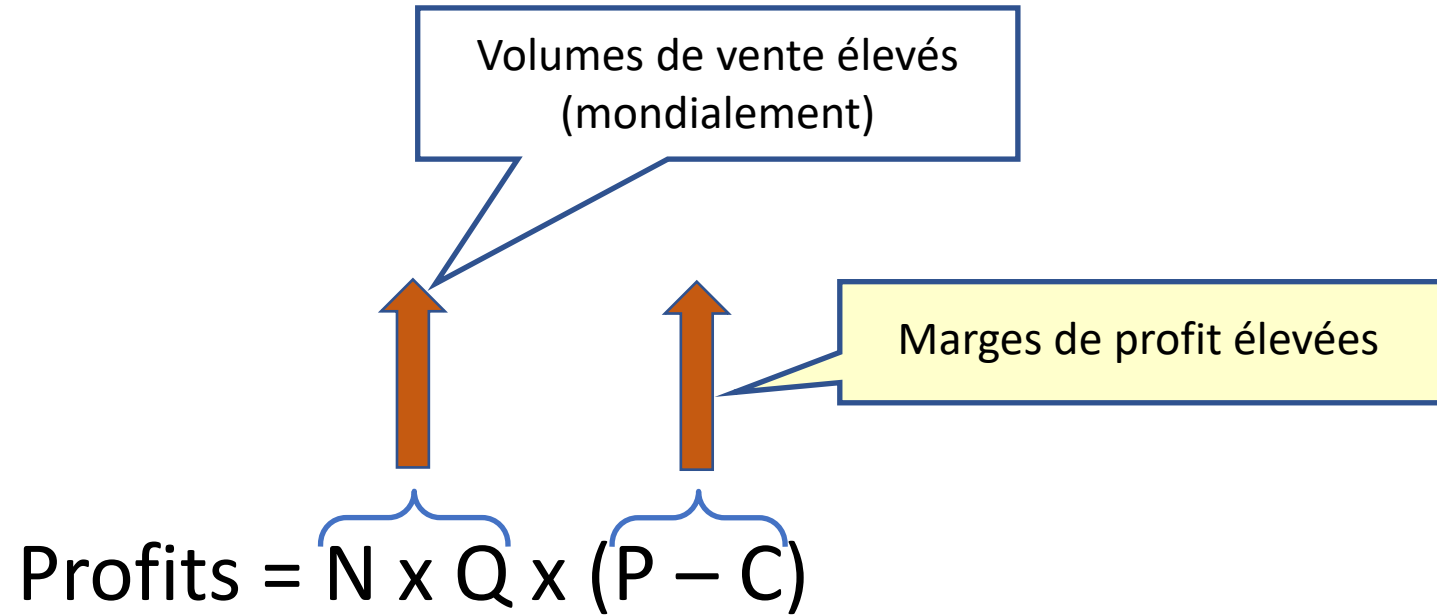 Volumes de vente élevés
(mondialement)
Marges de profit élevées
Profits = N x Q x (P – C)